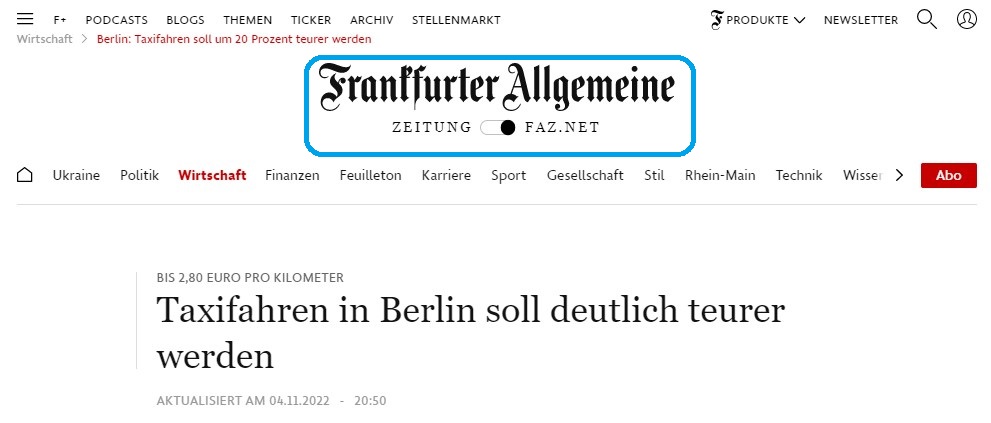 F+ PODCASTS BLOGS THEMEN TICKER ARCHIV STELLENMARKT PRODUKTE NEWSLETTER
Wirtschaft > Berlin: Taxifahren soll um 20 Prozent teurer werden
Frankfurter Allgemeine
ZEITUNG FAZ.NET
Ukraine Politik Wirtschaft Finanzen Feuilleton Karriere Sport Gesellschaft Stil Rhein-Main Technik Wissen Abo
BIS 2,80 EURO PRO KILOMETER
Taxifahren in Berlin soll deutlich teurer
werden
AKTUALISIERT AM 04.11.2022 - 20:50